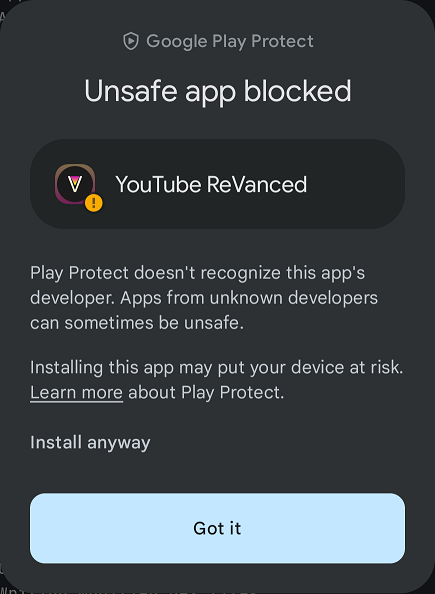 Google Play Protect
Unsafe app blocked
YouTube ReVanced
Play Protect doesn't recognize this app's
developer. Apps from unknown developers
can sometimes be unsafe.
Installing this app may put your device at risk.
Learn more about Play Protect.
Install anyway
Got it